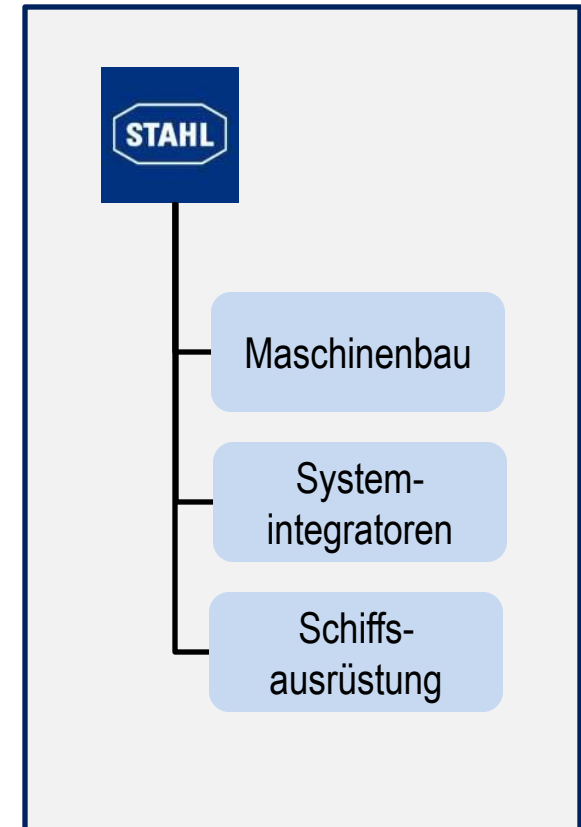 STAHL
Maschinenbau
System-
integratoren
Schiffs-
ausrüstung